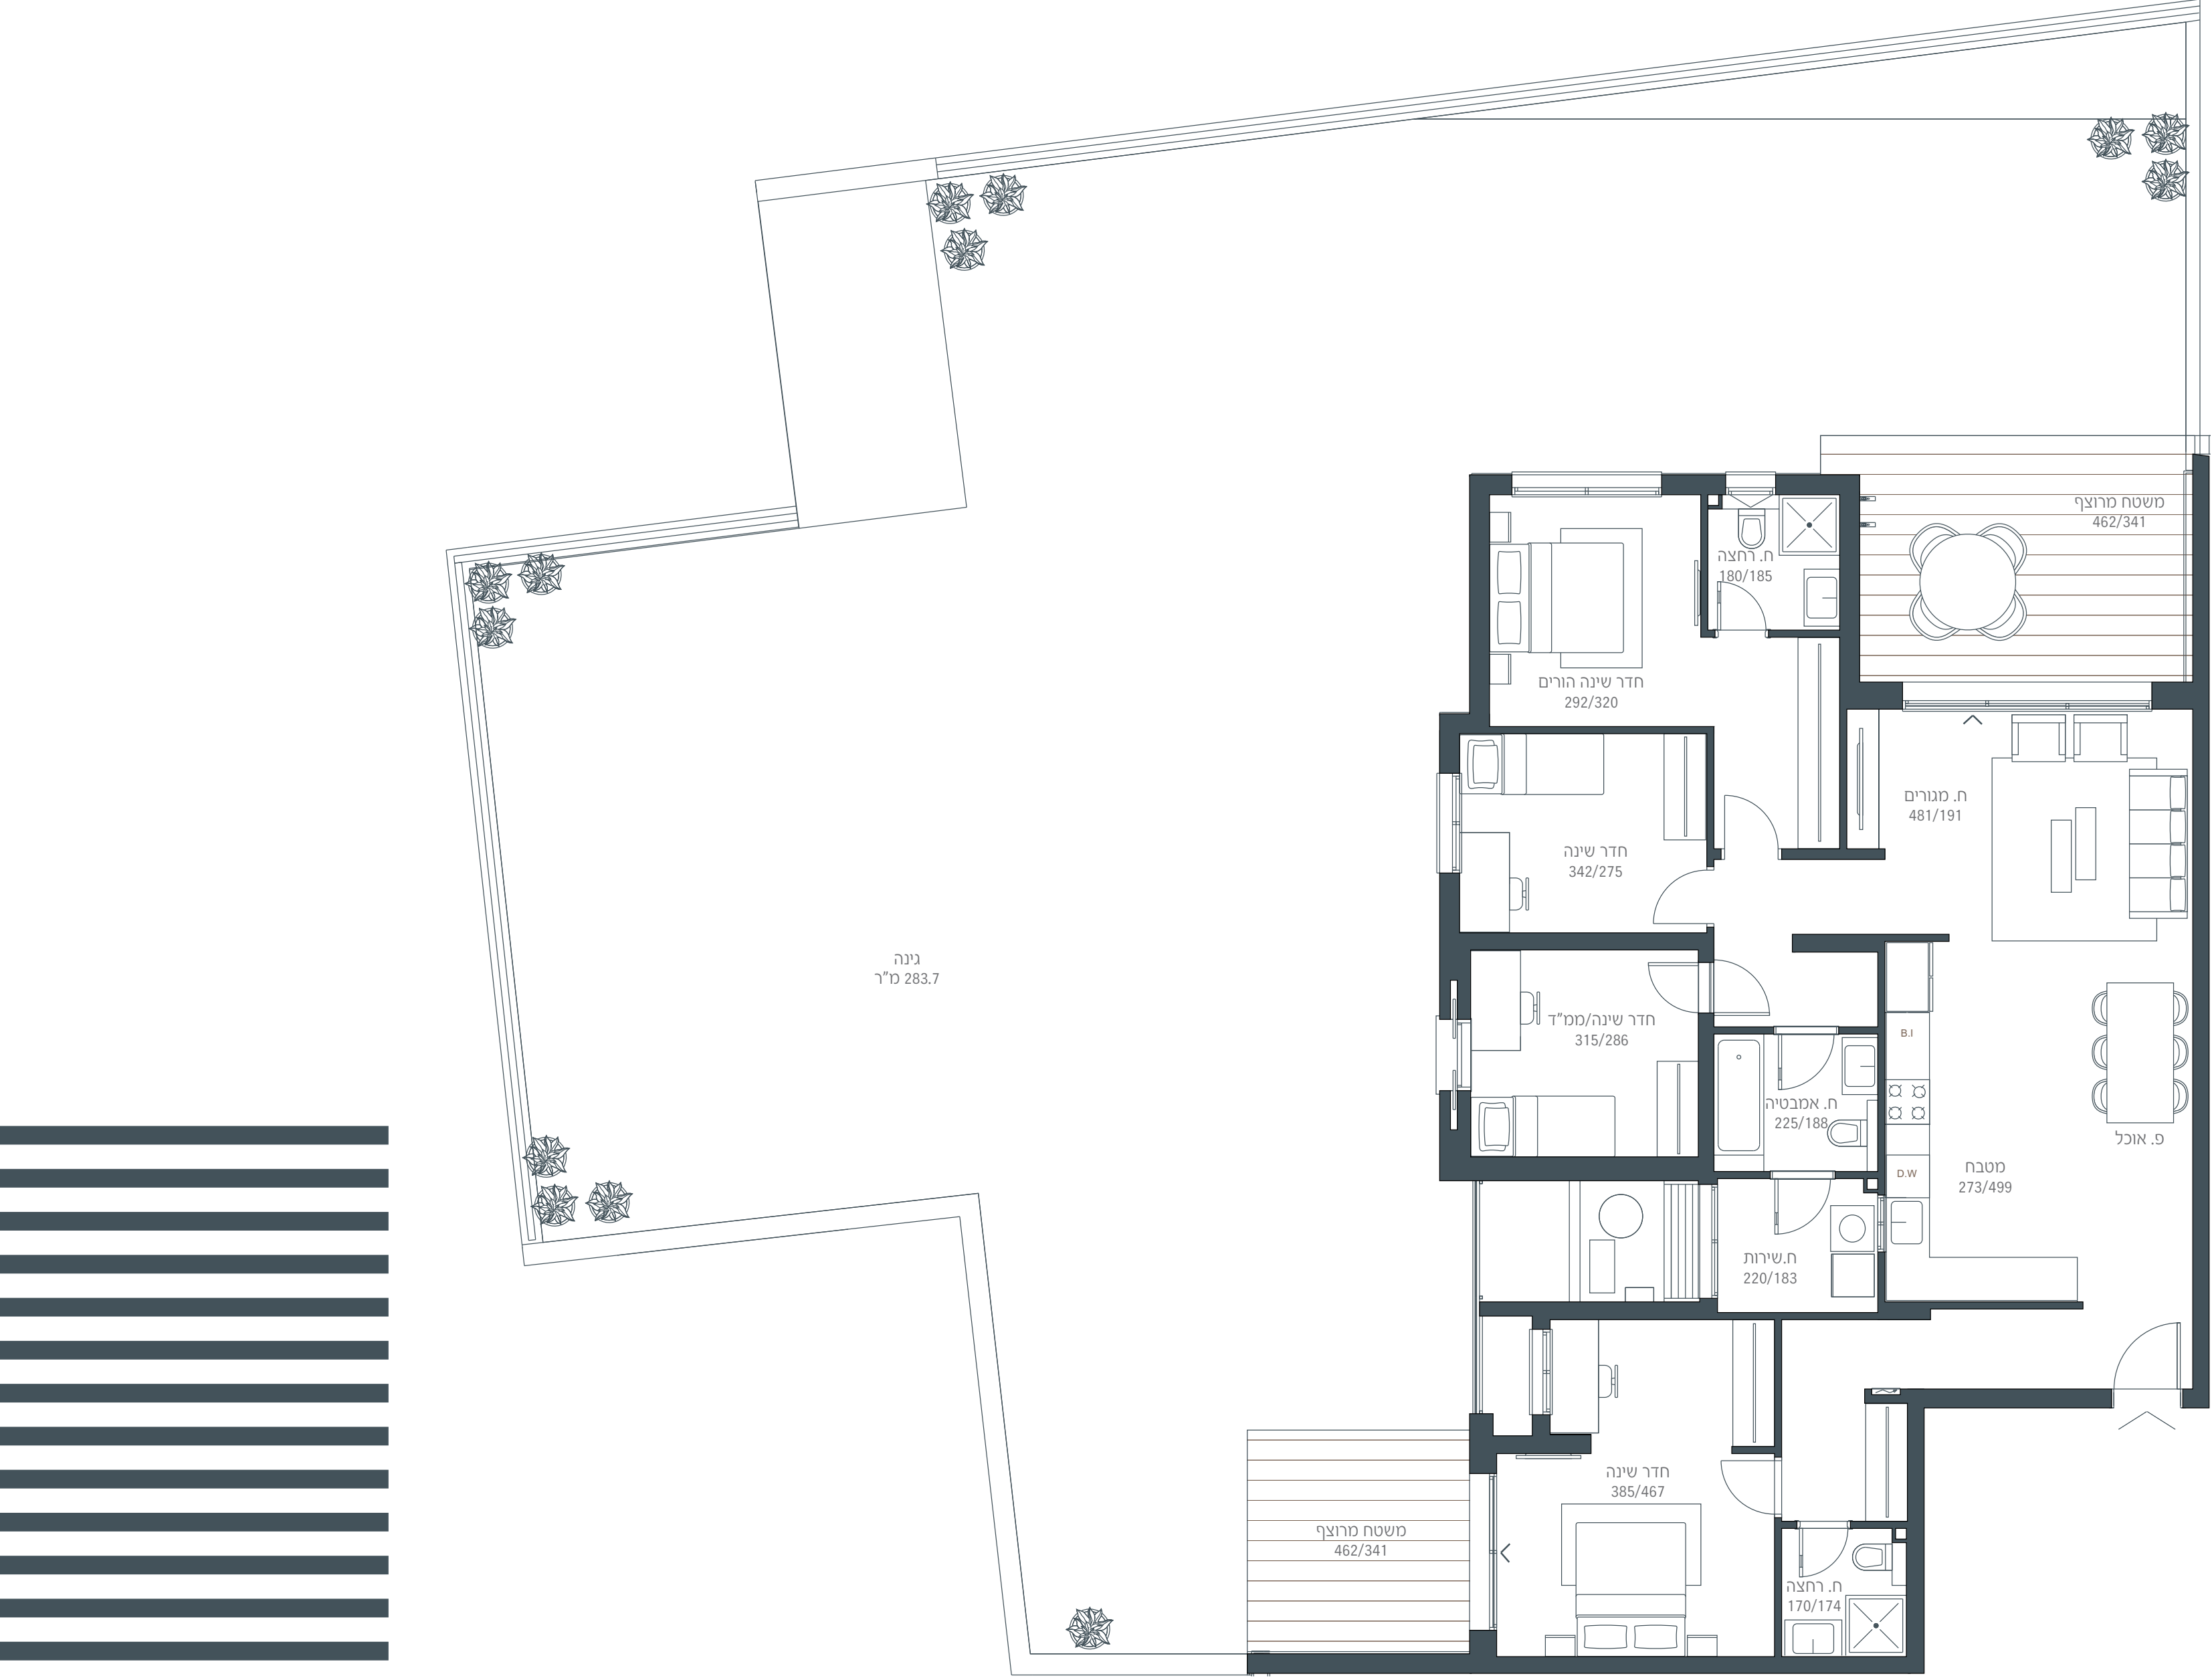 משטח מרוצף
462/341
ח. רחצה
180/185
חדר שינה הורים
292/320
ח. מגורים
481/191
חדר שינה
342/275
גינה
283.7 מ"ר
חדר שינה/ממ"ד
315/286
B.I
ח. אמבטיה
225/188
פ. אוכל
מטבח
273/499
D.W
ח.שירות
220/183
חדר שינה
385/467
משטח מרוצף
462/341
ח. רחצה
170/174